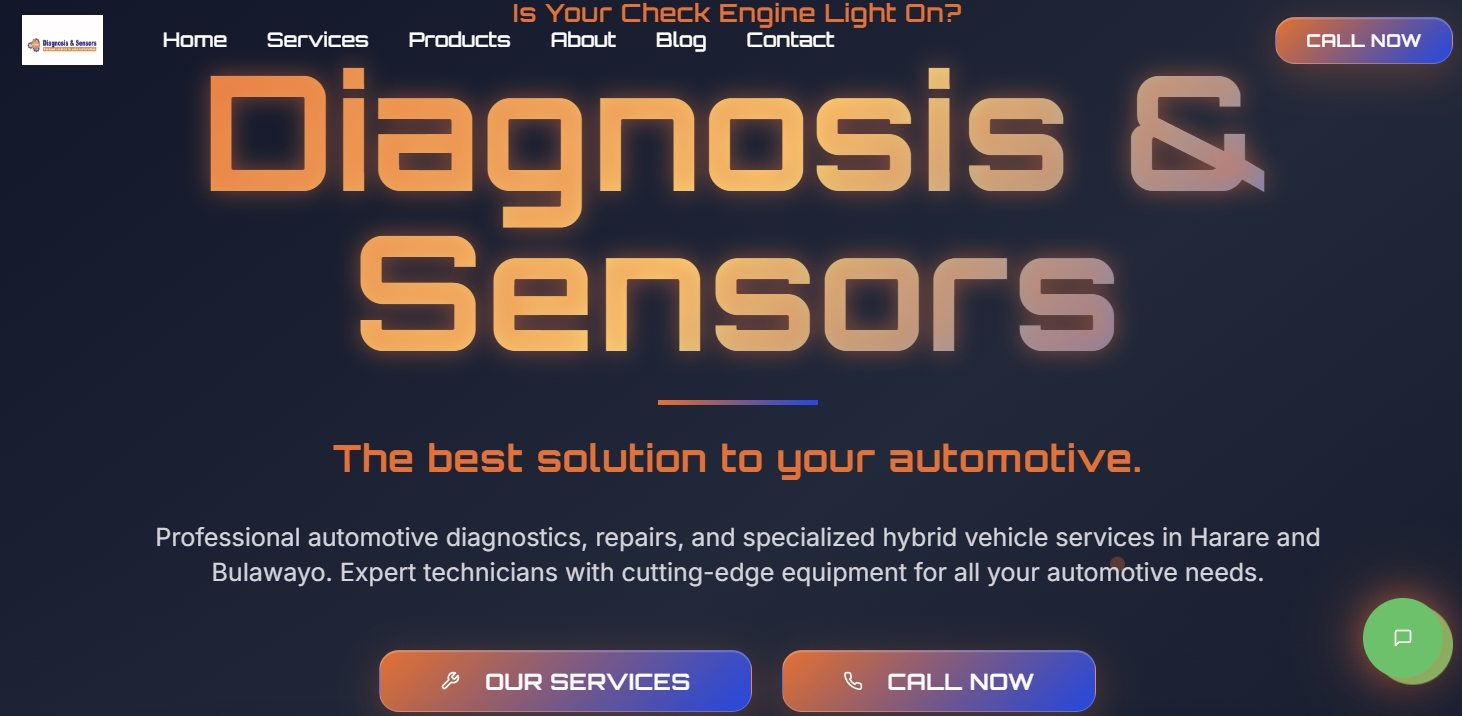 Is Your Check Engine Light On?
Diagnosis & Sensors
Home Services Products About Blog Contact
CALL NOW
Diagnosis &
Sensors
The best solution to your automotive.
Professional automotive diagnostics, repairs, and specialized hybrid vehicle services in Harare and
Bulawayo. Expert technicians with cutting-edge equipment for all your automotive needs.
OUR SERVICES
CALL NOW